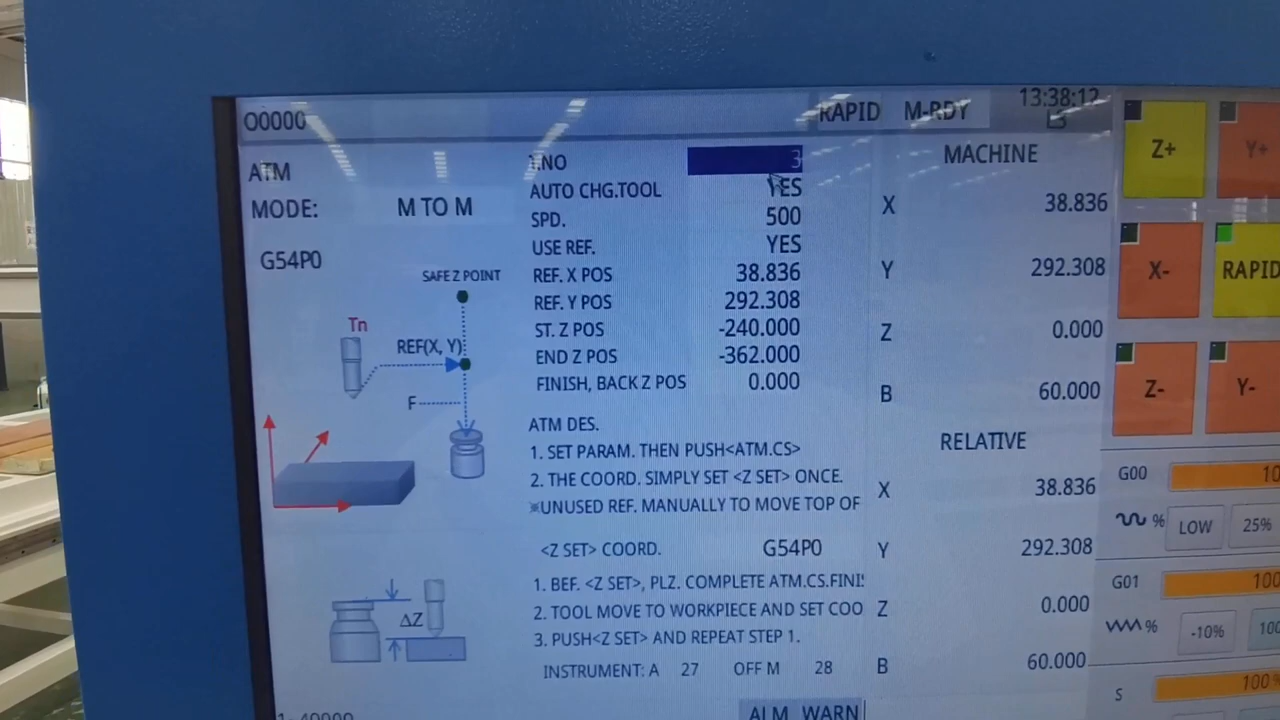 O0000 RAPID M-RDY 13:38:12
ATM
MODE: M TO M
G54P0
SAFE Z POINT
Tn
REF(X, Y)
F
T.NO 3
AUTO CHG.TOOL YES
SPD. 500
USE REF. YES
REF. X POS 38.836
REF. Y POS 292.308
ST. Z POS -240.000
END Z POS -362.000
FINISH, BACK Z POS 0.000
ATM DES.
1. SET PARAM. THEN PUSH<ATM.CS>
2. THE COORD. SIMPLY SET <Z SET> ONCE.
※UNUSED REF. MANUALLY TO MOVE TOP OF
<Z SET> COORD. G54P0
1. BEF. <Z SET>, PLZ. COMPLETE ATM.CS.FINI
2. TOOL MOVE TO WORKPIECE AND SET COO
3. PUSH<Z SET> AND REPEAT STEP 1.
INSTRUMENT: A 27 OFF M 28
ΔZ
ALM WARN
MACHINE
X 38.836
Y 292.308
Z 0.000
B 60.000
RELATIVE
X 38.836
Y 292.308
Z 0.000
B 60.000
Z+ Y+
X- RAPID
Z- Y-
G00 10
% LOW 25%
G01 100
% -10% 100
S 100%